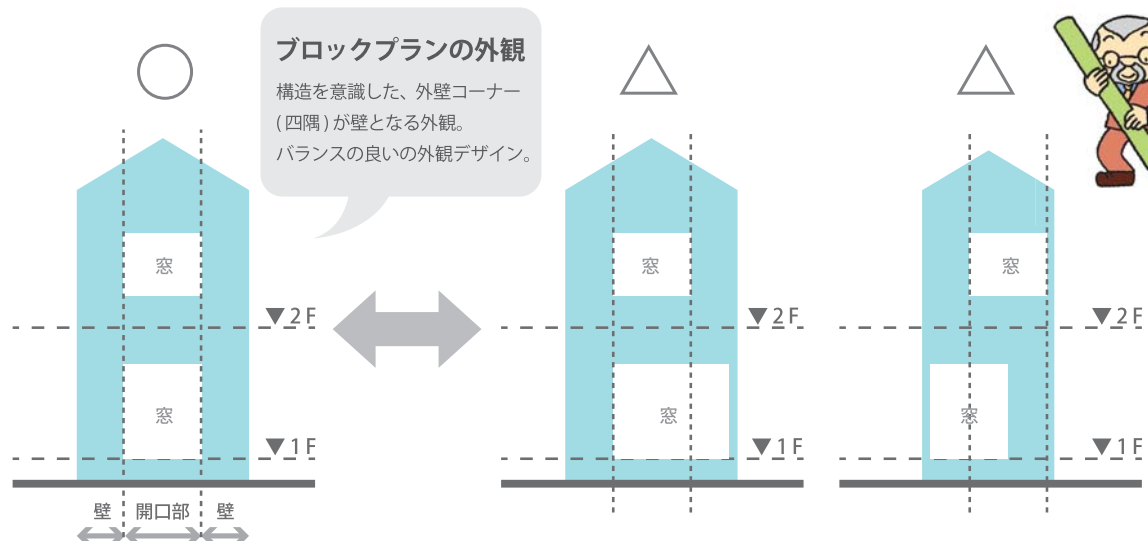 ブロックプランの外観
構造を意識した、外壁コーナー
(四隅)が壁となる外観。
バランスの良いの外観デザイン。
窓
▼2F
窓
▼1F
壁
開口部
壁
窓
▼2F
窓
▼1F
窓
▼2F
窓
▼1F